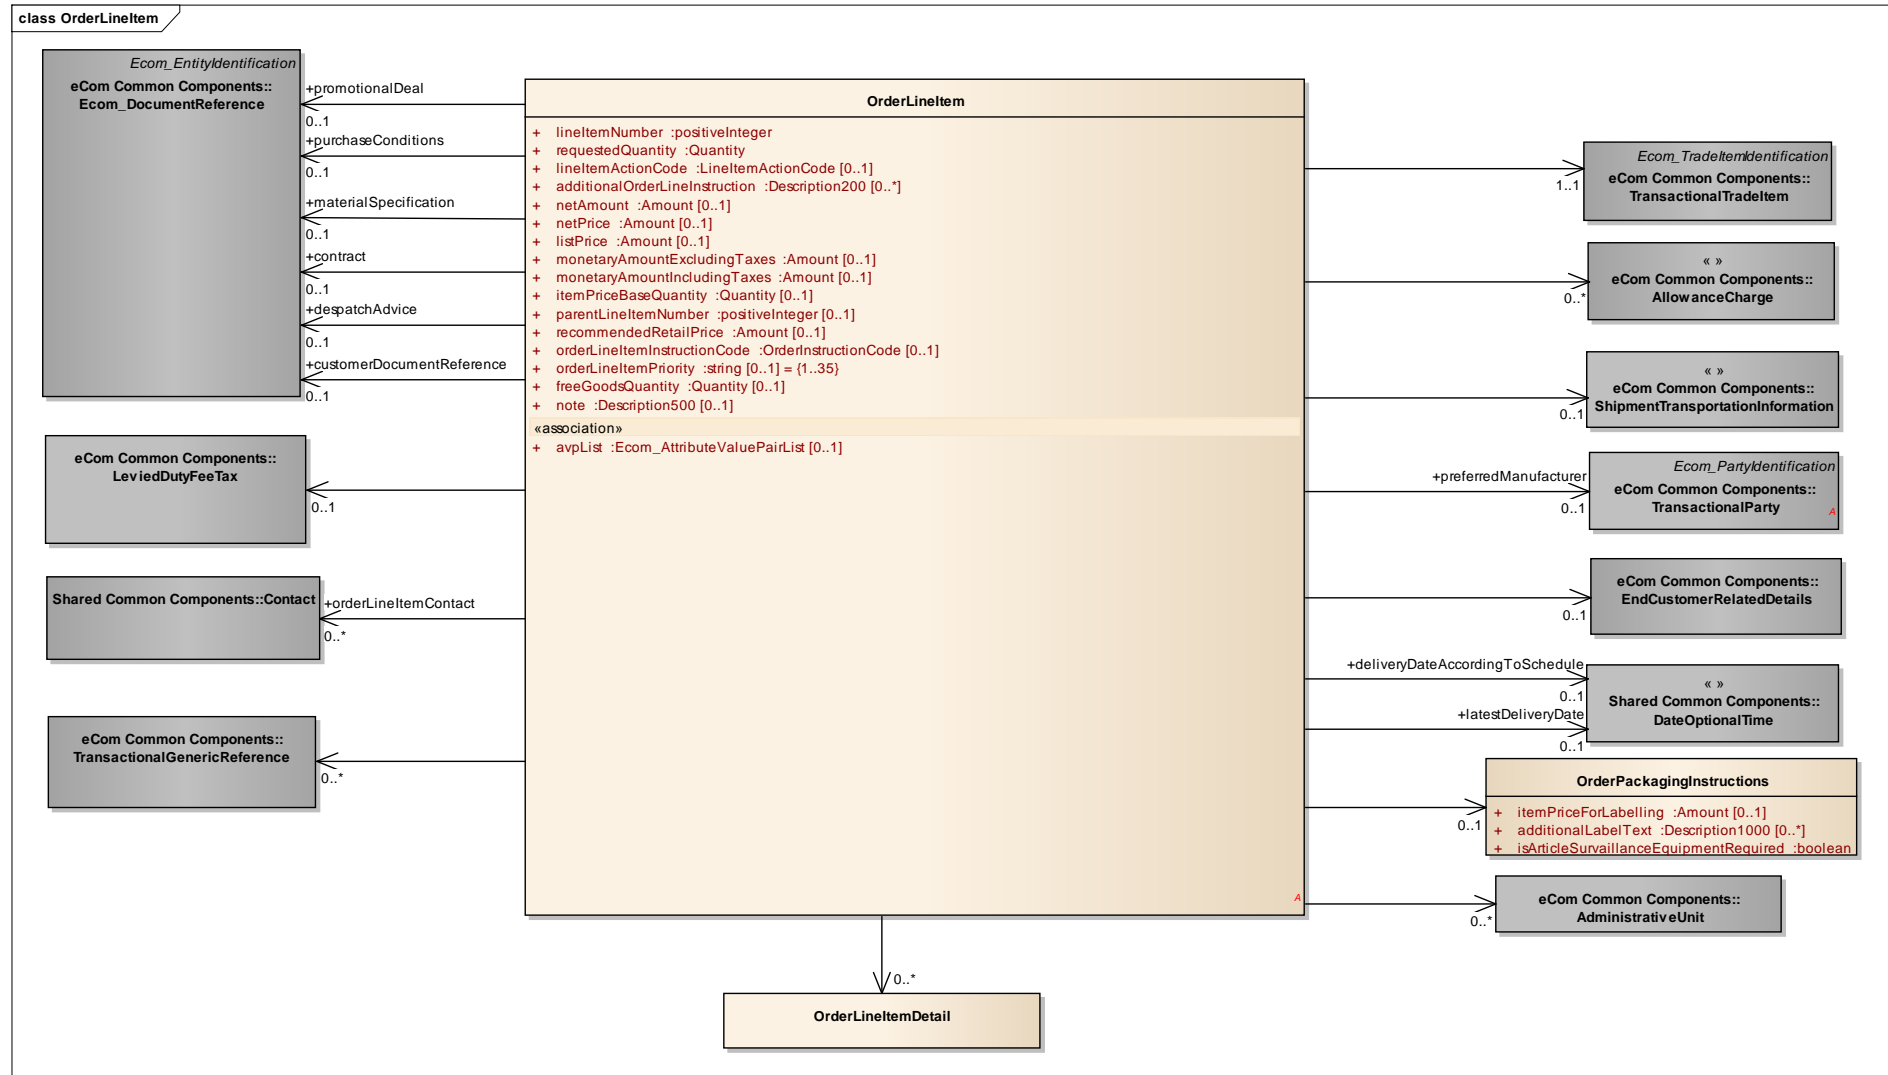 class OrderLineItem
Ecom_EntityIdentification
eCom Common Components::
Ecom_DocumentReference
+promotionalDeal
0..1
+purchaseConditions
0..1
+materialSpecification
0..1
+contract
0..1
+despatchAdvice
0..1
+customerDocumentReference
0..1
eCom Common Components::
LeviedDutyFeeTax
0..1
Shared Common Components::Contact
+orderLineItemContact
0..*
eCom Common Components::
TransactionalGenericReference
0..*
OrderLineItem
+ lineItemNumber :positiveInteger
+ requestedQuantity :Quantity
+ lineItemActionCode :LineItemActionCode [0..1]
+ additionalOrderLineInstruction :Description200 [0..*]
+ netAmount :Amount [0..1]
+ netPrice :Amount [0..1]
+ listPrice :Amount [0..1]
+ monetaryAmountExcludingTaxes :Amount [0..1]
+ monetaryAmountIncludingTaxes :Amount [0..1]
+ itemPriceBaseQuantity :Quantity [0..1]
+ parentLineItemNumber :positiveInteger [0..1]
+ recommendedRetailPrice :Amount [0..1]
+ orderLineItemInstructionCode :OrderInstructionCode [0..1]
+ orderLineItemPriority :string [0..1] = {1..35}
+ freeGoodsQuantity :Quantity [0..1]
+ note :Description500 [0..1]
«association»
+ avpList :Ecom_AttributeValuePairList [0..1]
A
0..*
OrderLineItemDetail
1..1
Ecom_TradeItemIdentification
eCom Common Components::
TransactionalTradeItem
0..*
« »
eCom Common Components::
AllowanceCharge
0..1
« »
eCom Common Components::
ShipmentTransportationInformation
+preferredManufacturer
0..1
Ecom_PartyIdentification
eCom Common Components::
TransactionalParty
A
0..1
eCom Common Components::
EndCustomerRelatedDetails
+deliveryDateAccordingToSchedule
0..1
+latestDeliveryDate
0..1
« »
Shared Common Components::
DateOptionalTime
0..1
OrderPackagingInstructions
+ itemPriceForLabelling :Amount [0..1]
+ additionalLabelText :Description1000 [0..*]
+ isArticleSurvaillanceEquipmentRequired :boolean
0..*
eCom Common Components::
AdministrativeUnit